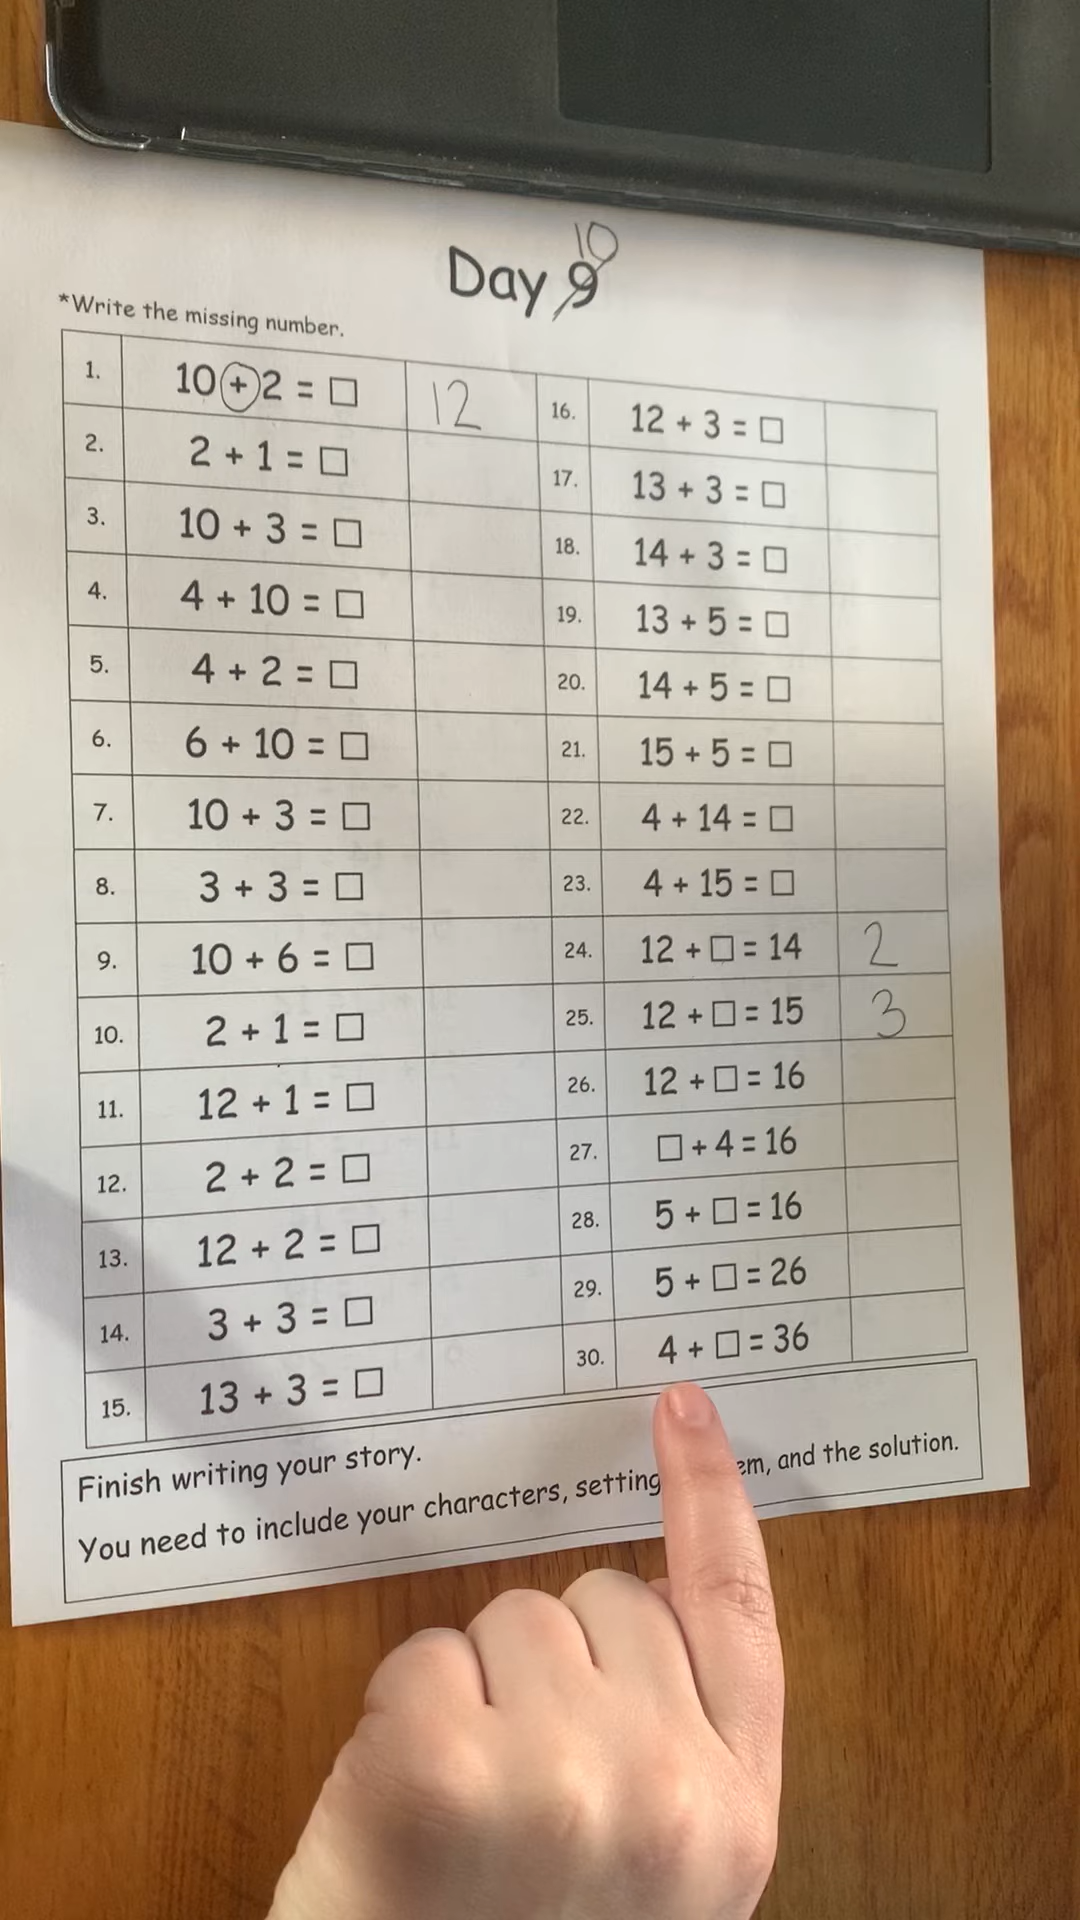 Day 9 10
*Write the missing number.
1. 10 + 2 = □ 12
2. 2 + 1 = □
3. 10 + 3 = □
4. 4 + 10 = □
5. 4 + 2 = □
6. 6 + 10 = □
7. 10 + 3 = □
8. 3 + 3 = □
9. 10 + 6 = □
10. 2 + 1 = □
11. 12 + 1 = □
12. 2 + 2 = □
13. 12 + 2 = □
14. 3 + 3 = □
15. 13 + 3 = □
16. 12 + 3 = □
17. 13 + 3 = □
18. 14 + 3 = □
19. 13 + 5 = □
20. 14 + 5 = □
21. 15 + 5 = □
22. 4 + 14 = □
23. 4 + 15 = □
24. 12 + □ = 14 2
25. 12 + □ = 15 3
26. 12 + □ = 16
27. □ + 4 = 16
28. 5 + □ = 16
29. 5 + □ = 26
30. 4 + □ = 36
Finish writing your story.
You need to include your characters, setting and the solution.